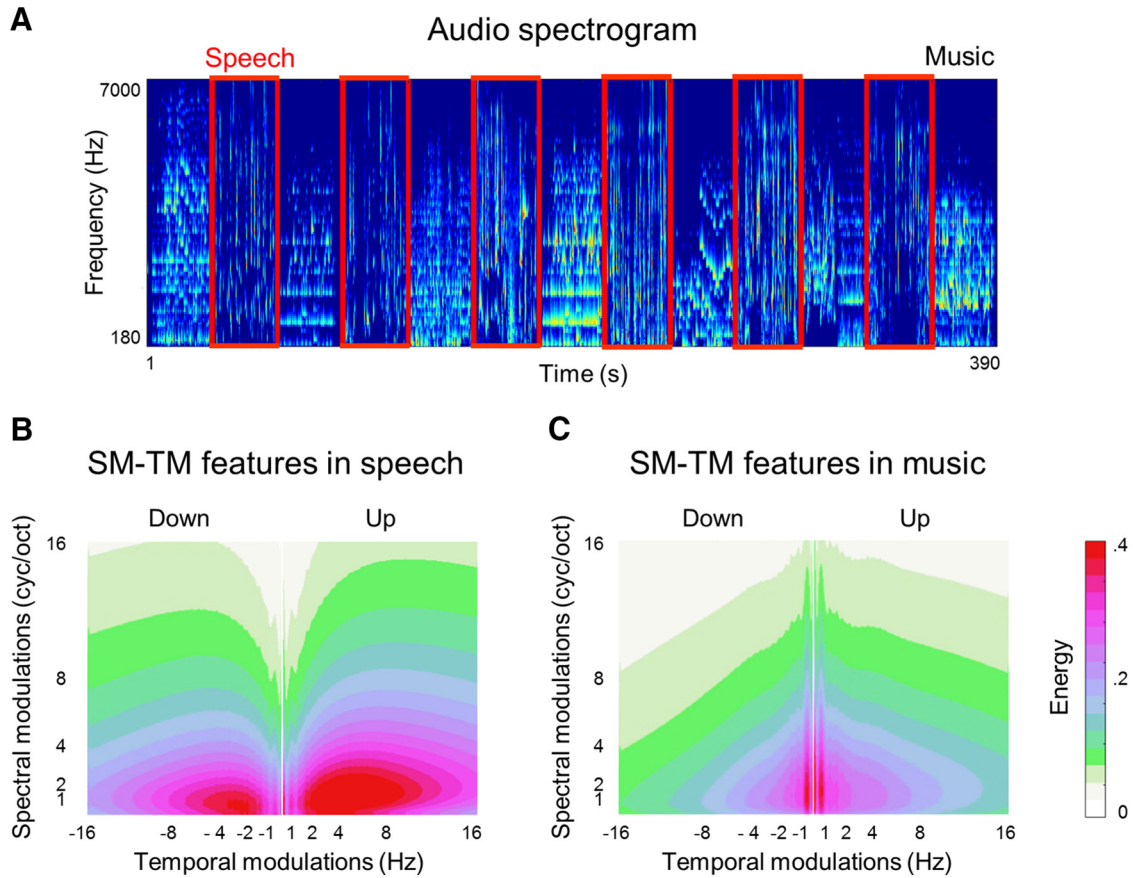 A
Audio spectrogram
Speech
Music
7000
Frequency (Hz)
180
1
390
Time (s)
B
SM-TM features in speech
Down
Up
16
8
4
2
1
Spectral modulations (cyc/oct)
-16 -8 -4 -2 -1 1 2 4 8 16
Temporal modulations (Hz)
C
SM-TM features in music
Down
Up
16
8
4
2
1
Spectral modulations (cyc/oct)
-16 -8 -4 -2 -1 1 2 4 8 16
Temporal modulations (Hz)
.4
.2
0
Energy